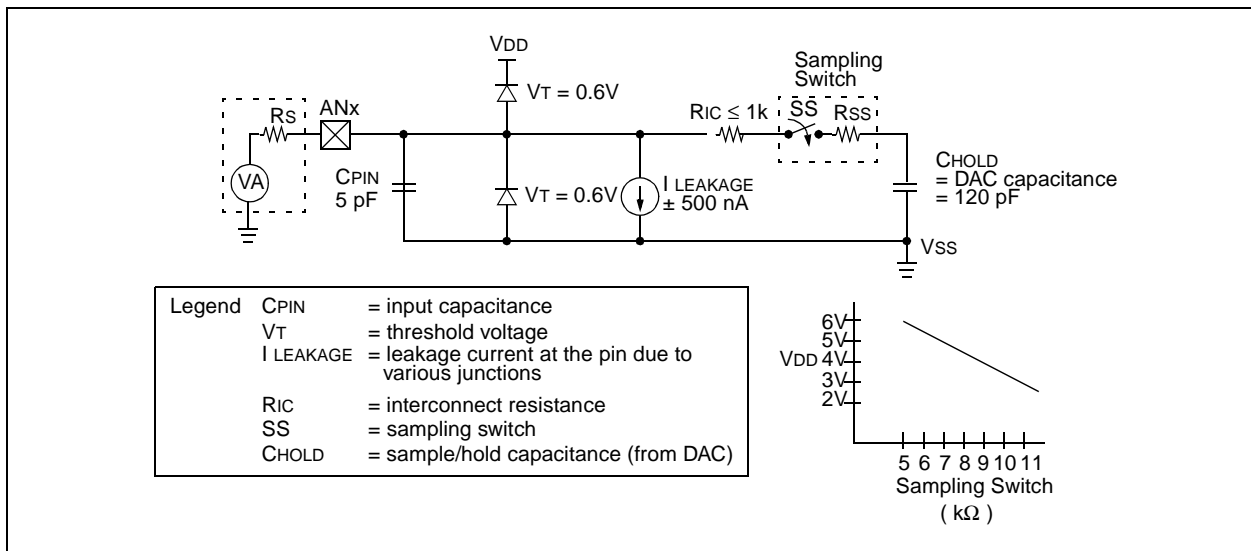 VDD
Sampling
Switch
VT = 0.6V
RS
ANx
RIC ≤ 1k
SS
RSS
VA
CPIN
5 pF
VT = 0.6V
I LEAKAGE
± 500 nA
CHOLD
= DAC capacitance
= 120 pF
VSS
Legend CPIN = input capacitance
VT = threshold voltage
I LEAKAGE = leakage current at the pin due to
various junctions
RIC = interconnect resistance
SS = sampling switch
CHOLD = sample/hold capacitance (from DAC)
6V
5V
VDD 4V
3V
2V
5 6 7 8 9 10 11
Sampling Switch
( kΩ )